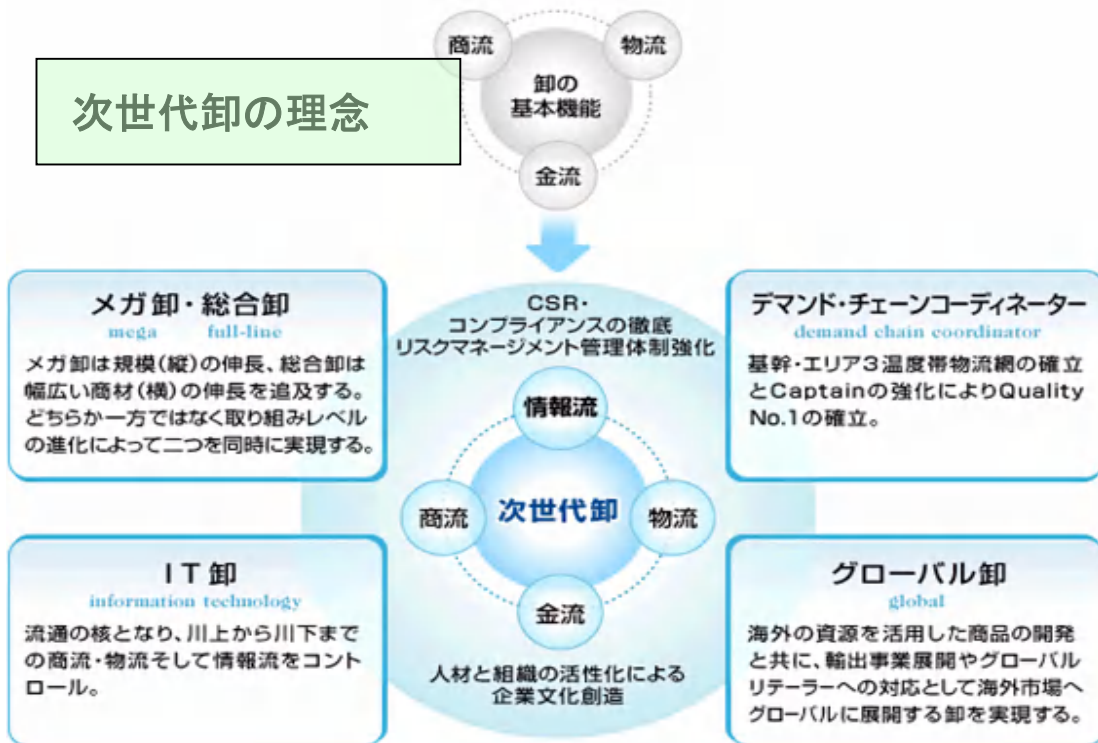 次世代卸の理念
商流
物流
卸の
基本機能
金流
メガ卸・総合卸
mega full-line
メガ卸は規模(縦)の伸長、総合卸は
幅広い商材(横)の伸長を追及する。
どちらか一方ではなく取り組みレベル
の進化によって二つを同時に実現する。
CSR・
コンプライアンスの徹底
リスクマネージメント管理体制強化
デマンド・チェーンコーディネーター
demand chain coordinator
基幹・エリア3温度帯物流網の確立
とCaptainの強化によりQuality
No.1の確立。
情報流
商流
次世代卸
物流
金流
人材と組織の活性化による
企業文化創造
IT卸
information technology
流通の核となり、川上から川下まで
の商流・物流そして情報流をコント
ロール。
グローバル卸
global
海外の資源を活用した商品の開発
と共に、輸出事業展開やグローバル
リテーラーへの対応として海外市場へ
グローバルに展開する卸を実現する。